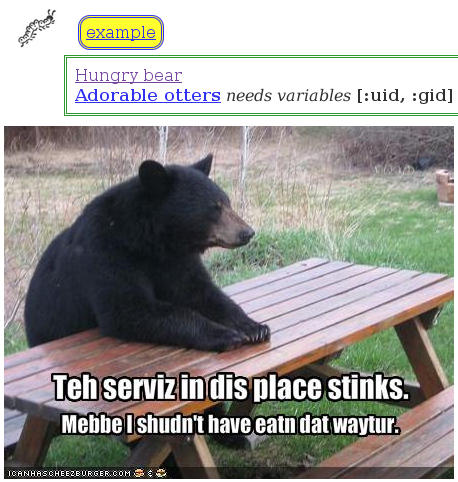 example
Hungry bear
Adorable otters needs variables [:uid, :gid]
Teh serviz in dis place stinks.
Mebbe I shudn't have eatn dat waytur.
ICANHASCHEEZBURGER.COM